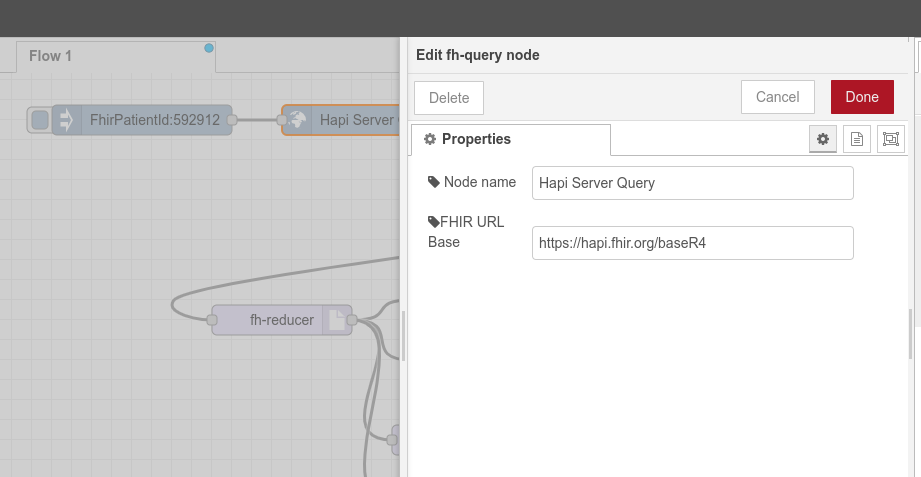 Flow 1
Edit fh-query node
Delete
Cancel
Done
FhirPatientId:592912
Hapi Server
Properties
Node name
Hapi Server Query
FHIR URL
Base
https://hapi.fhir.org/baseR4
fh-reducer